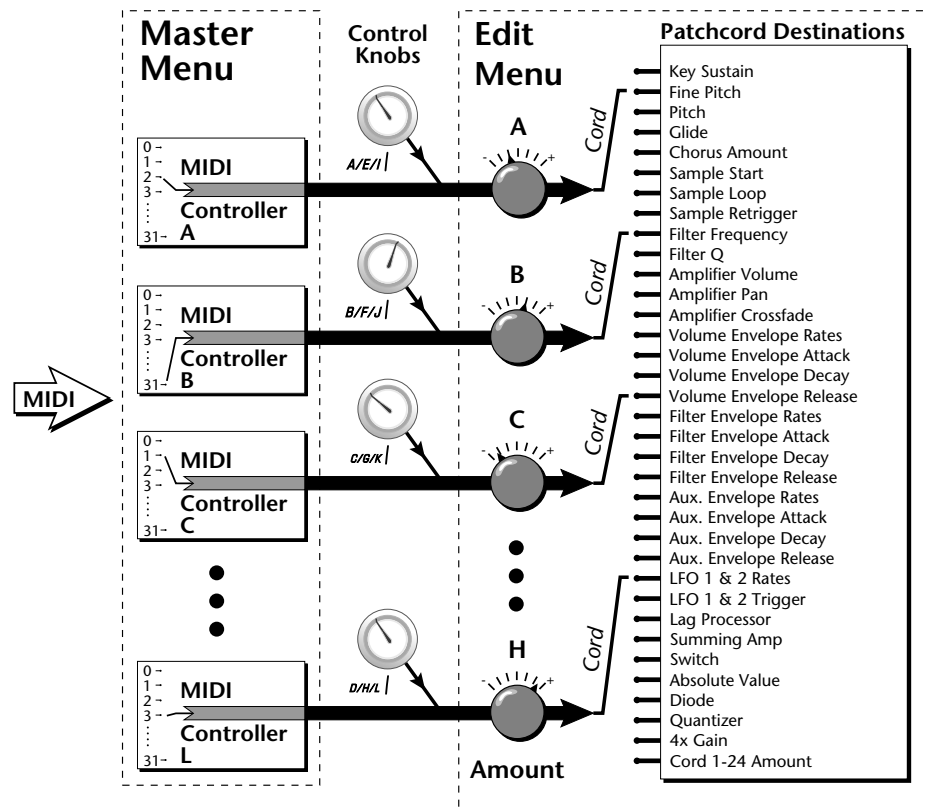 Master
Menu
Control
Knobs
Edit
Menu
Patchcord Destinations
MIDI
0
1
2
3
31
MIDI
Controller
A
A/E/I
A
- +
Cord
0
1
2
3
31
MIDI
Controller
B
B/F/J
B
- +
Cord
0
1
2
3
31
MIDI
Controller
C
C/G/K
C
- +
Cord
0
1
2
3
31
MIDI
Controller
L
D/H/L
H
- +
Cord
Amount
Key Sustain
Fine Pitch
Pitch
Glide
Chorus Amount
Sample Start
Sample Loop
Sample Retrigger
Filter Frequency
Filter Q
Amplifier Volume
Amplifier Pan
Amplifier Crossfade
Volume Envelope Rates
Volume Envelope Attack
Volume Envelope Decay
Volume Envelope Release
Filter Envelope Rates
Filter Envelope Attack
Filter Envelope Decay
Filter Envelope Release
Aux. Envelope Rates
Aux. Envelope Attack
Aux. Envelope Decay
Aux. Envelope Release
LFO 1 & 2 Rates
LFO 1 & 2 Trigger
Lag Processor
Summing Amp
Switch
Absolute Value
Diode
Quantizer
4x Gain
Cord 1-24 Amount